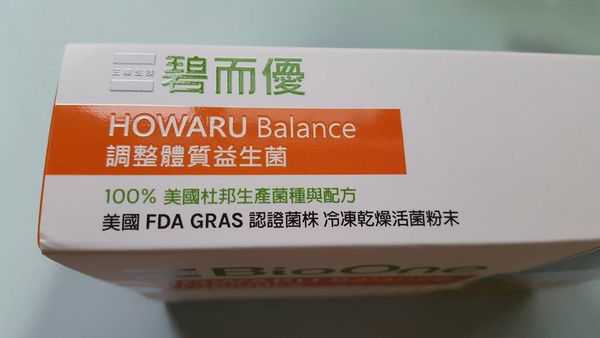 碧而優
HOWARU Balance
調整體質益生菌
100% 美國杜邦生產菌種與配方
美國 FDA GRAS 認證菌株 冷凍乾燥活菌粉末
BioOne